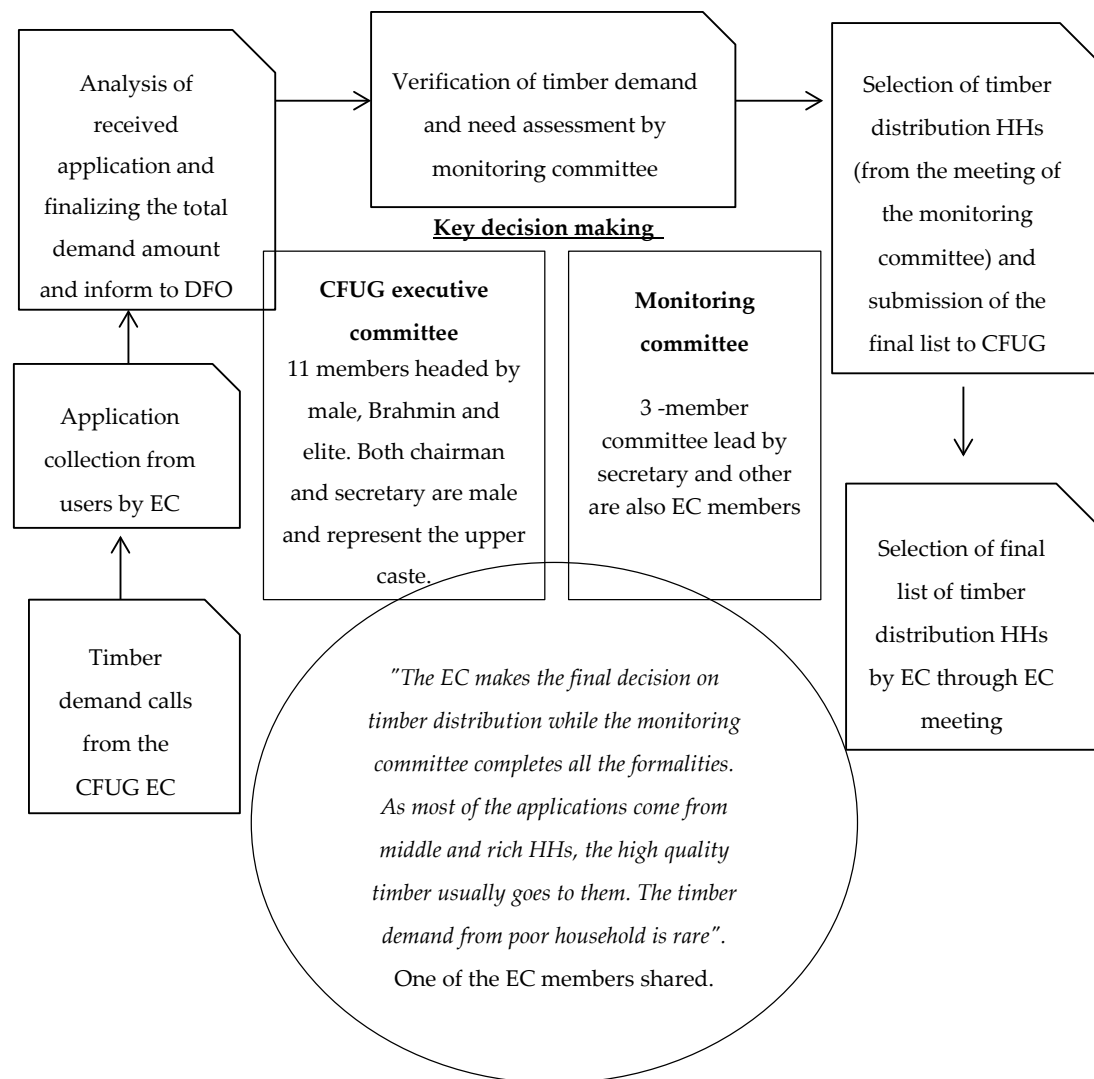 Analysis of
received
application and
finalizing the total
demand amount
and inform to DFO
Verification of timber demand
and need assessment by
monitoring committee
Selection of timber
distribution HHs
(from the meeting of
the monitoring
committee) and
submission of the
final list to CFUG
Key decision making
CFUG executive
committee
11 members headed by
male, Brahmin and
elite. Both chairman
and secretary are male
and represent the upper
caste.
Monitoring
committee
3 -member
committee lead by
secretary and other
are also EC members
Application
collection from
users by EC
Timber
demand calls
from the
CFUG EC
Selection of final
list of timber
distribution HHs
by EC through EC
meeting
"The EC makes the final decision on
timber distribution while the monitoring
committee completes all the formalities.
As most of the applications come from
middle and rich HHs, the high quality
timber usually goes to them. The timber
demand from poor household is rare".
One of the EC members shared.